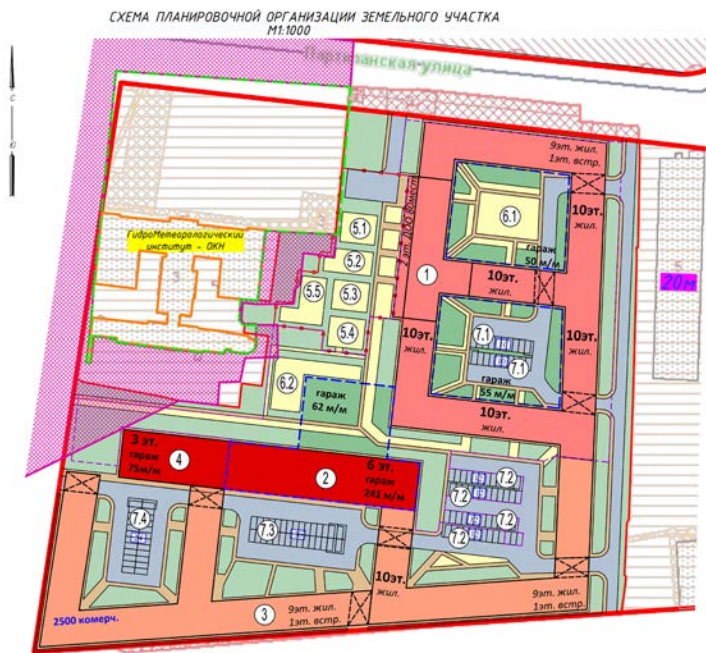 СХЕМА ПЛАНИРОВОЧНОЙ ОРГАНИЗАЦИИ ЗЕМЕЛЬНОГО УЧАСТКА
М1:1000
Партизанская улица
С
Ю
9эт. жил.
1эт. встр.
10эт.
жил.
6.1
гараж
50 м/м
ГидроМетеорологический
институт - ОКН
5.1
5.2
5.3
5.4
5.5
1
10эт.
жил.
20м
10эт.
жил.
7.1
7.1
гараж
55 м/м
6.2
гараж
62 м/м
10эт.
жил.
3 эт.
гараж
75м/м
4
2
6 эт.
гараж
241 м/м
7.2
7.2
7.2
7.2
7.4
7.3
10эт.
жил.
9эт. жил.
1эт. встр.
2500 комерч.
3
9эт. жил.
1эт. встр.